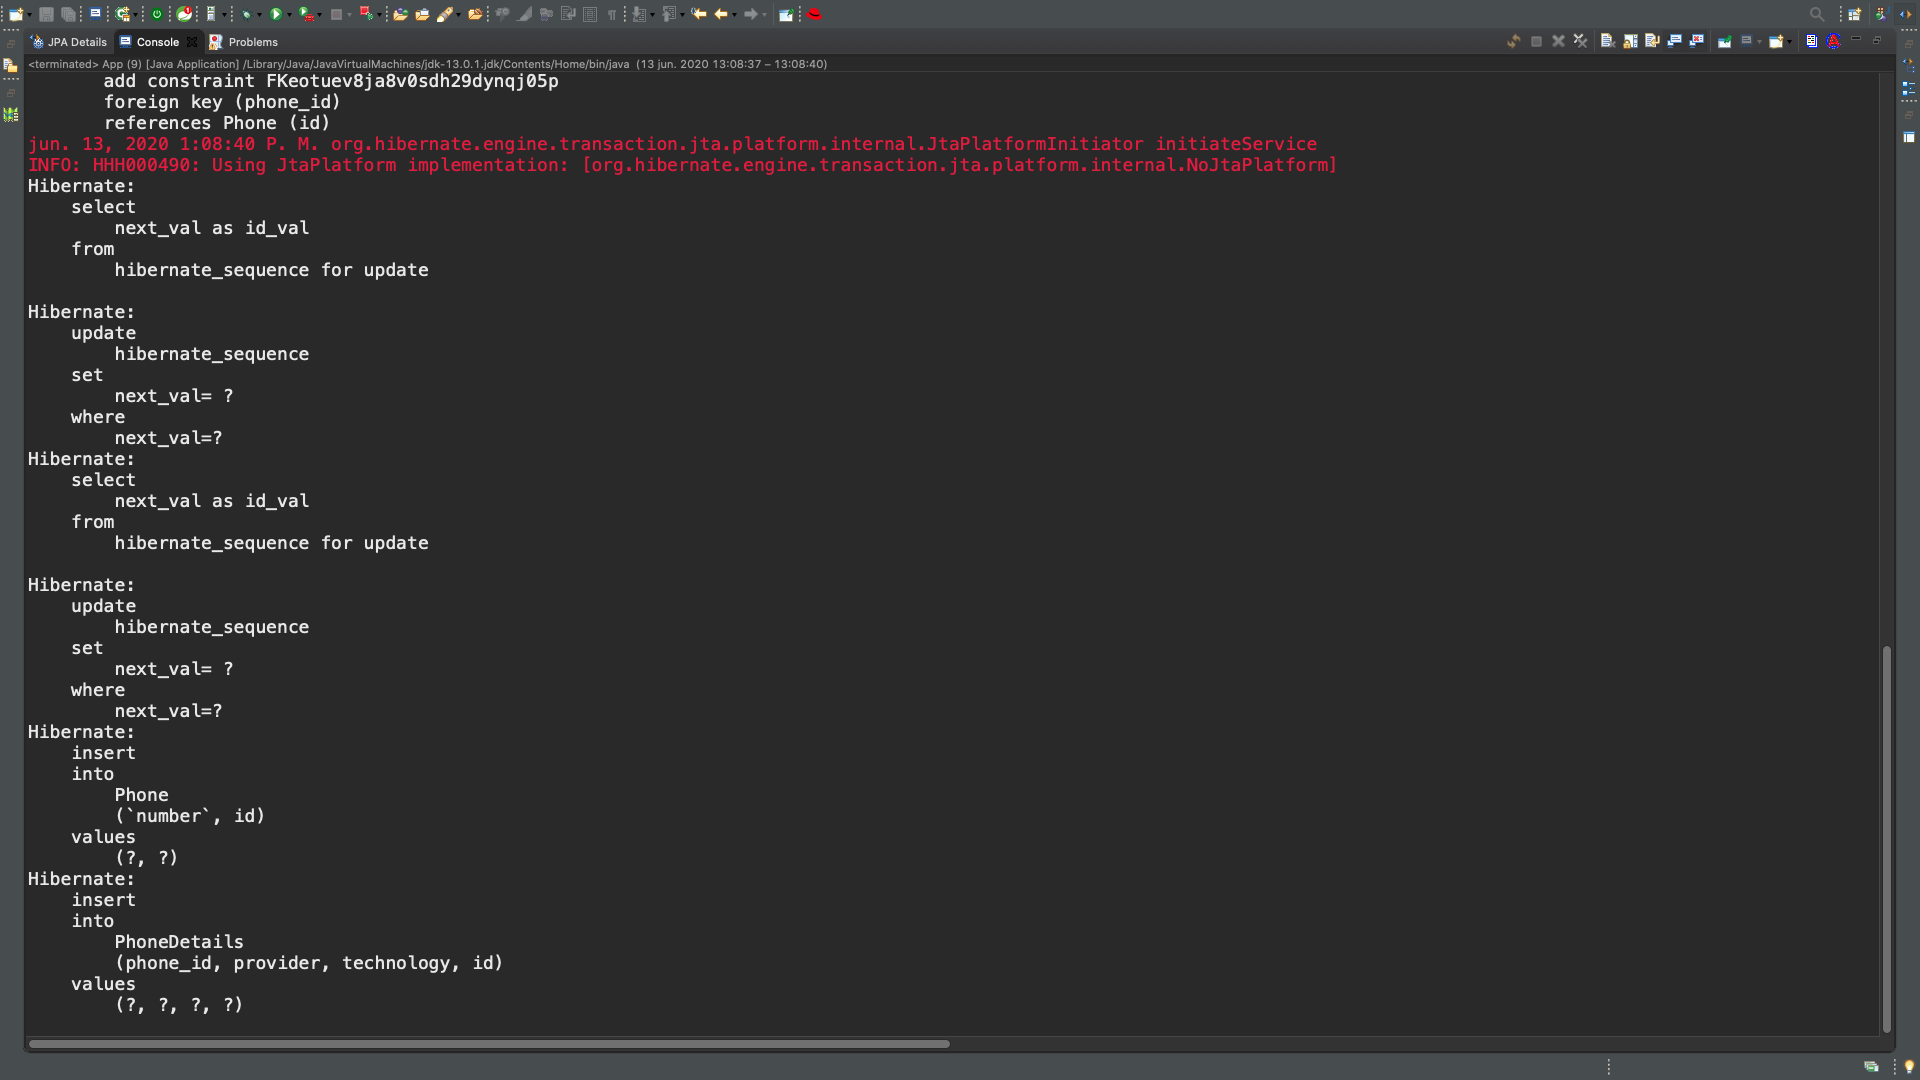 JPA Details
Console
Problems
<terminated> App (9) [Java Application] /Library/Java/JavaVirtualMachines/jdk-13.0.1.jdk/Contents/Home/bin/java (13 jun. 2020 13:08:37 – 13:08:40)
add constraint FKeotuev8ja8v0sdh29dynqj05p
foreign key (phone_id)
references Phone (id)
jun. 13, 2020 1:08:40 P. M. org.hibernate.engine.transaction.jta.platform.internal.JtaPlatformInitiator initiateService
INFO: HHH000490: Using JtaPlatform implementation: [org.hibernate.engine.transaction.jta.platform.internal.NoJtaPlatform]
Hibernate:
select
next_val as id_val
from
hibernate_sequence for update
Hibernate:
update
hibernate_sequence
set
next_val= ?
where
next_val=?
Hibernate:
select
next_val as id_val
from
hibernate_sequence for update
Hibernate:
update
hibernate_sequence
set
next_val= ?
where
next_val=?
Hibernate:
insert
into
Phone
(`number`, id)
values
(?, ?)
Hibernate:
insert
into
PhoneDetails
(phone_id, provider, technology, id)
values
(?, ?, ?, ?)